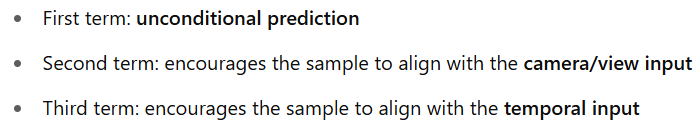 First term: unconditional prediction
Second term: encourages the sample to align with the camera/view input
Third term: encourages the sample to align with the temporal input